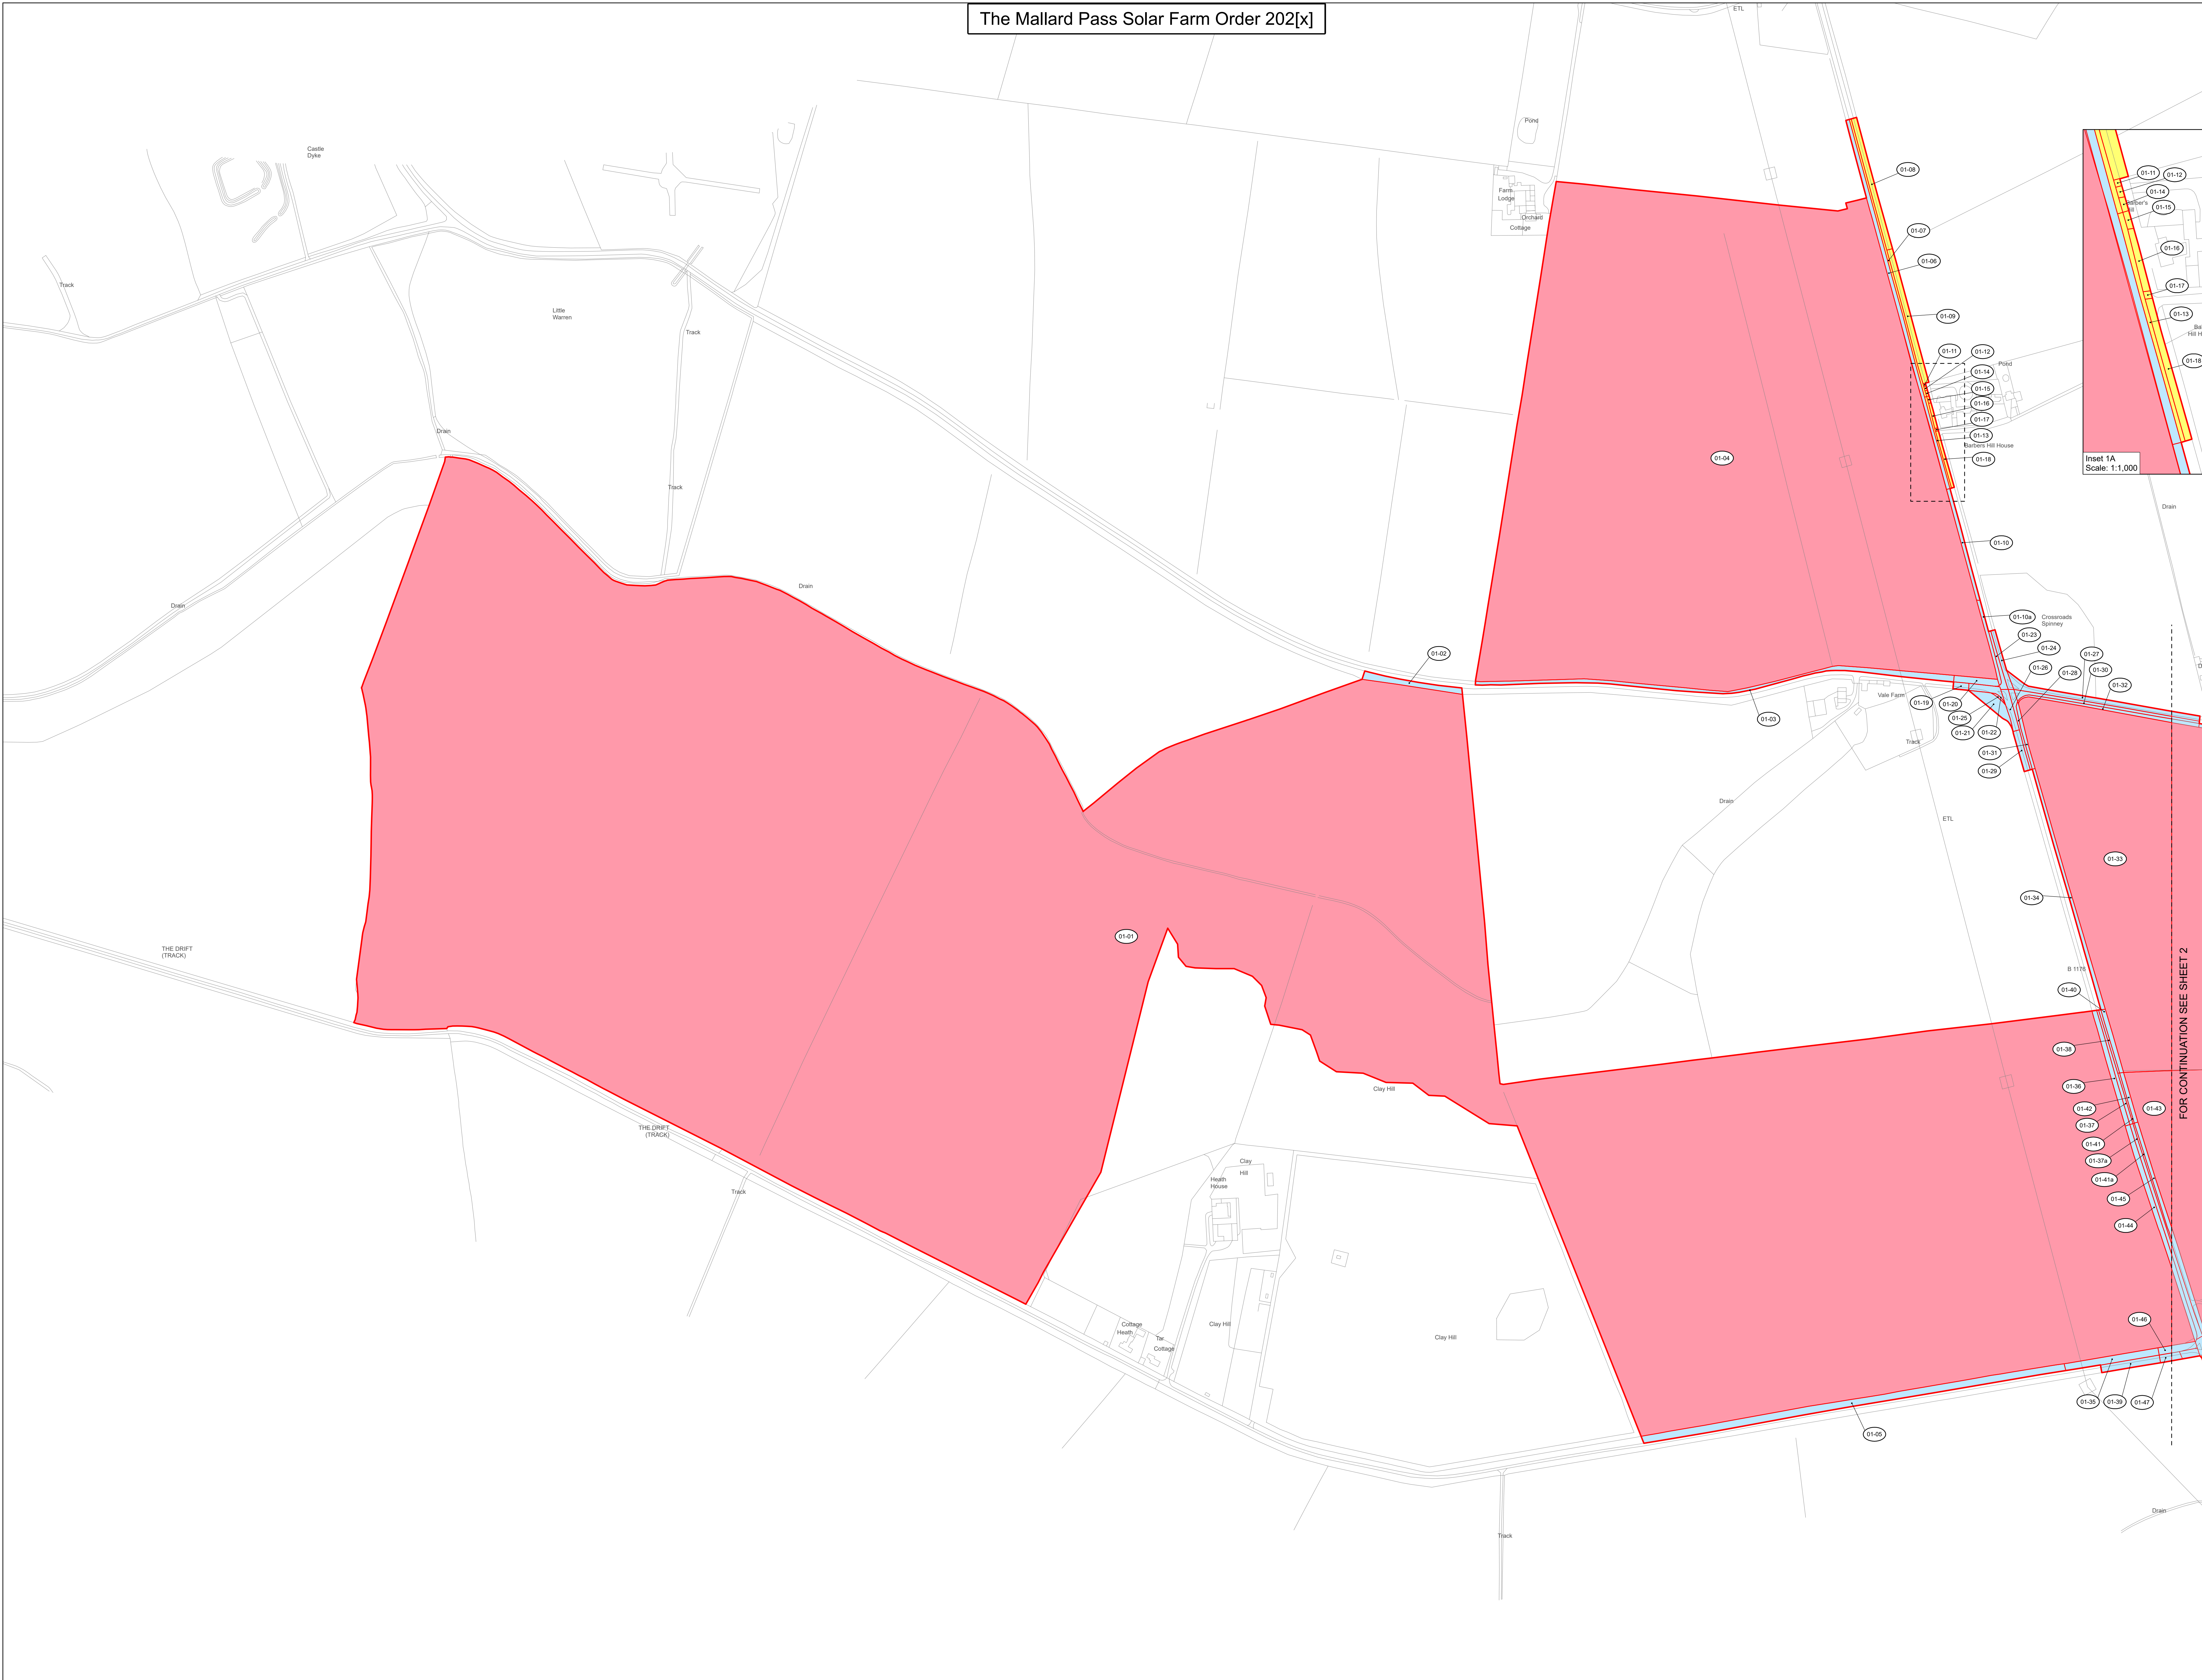 The Mallard Pass Solar Farm Order 202[x]
ETL
Castle
Dyke
Pond
Farm
Lodge
Orchard
Cottage
01-08
01-07
01-06
01-09
Track
Little
Warren
Track
01-11
01-12
Pond
01-14
01-15
01-16
01-17
01-13
Barbers Hill House
01-18
01-11
01-12
01-14
01-15
01-16
01-17
01-13
01-18
Inset 1A
Scale: 1:1,000
Drain
Drain
Track
01-04
01-10
Drain
Drain
01-10a
Crossroads
Spinney
01-23
01-24
01-27
01-26
01-28
01-30
01-32
01-02
Vale Farm
01-19
01-20
01-25
01-21
01-22
01-03
01-31
01-29
Track
Drain
ETL
01-33
01-34
01-01
THE DRIFT
(TRACK)
B 1176
FOR CONTINUATION SEE SHEET 2
01-40
01-38
01-36
01-42
01-43
01-37
01-41
01-37a
01-41a
01-45
01-44
Clay Hill
THE DRIFT
(TRACK)
Clay
Hill
Heath
House
Track
Cottage
Heath
Tar
Cottage
Clay Hill
Clay Hill
01-46
01-35
01-39
01-47
01-05
Drain
Track